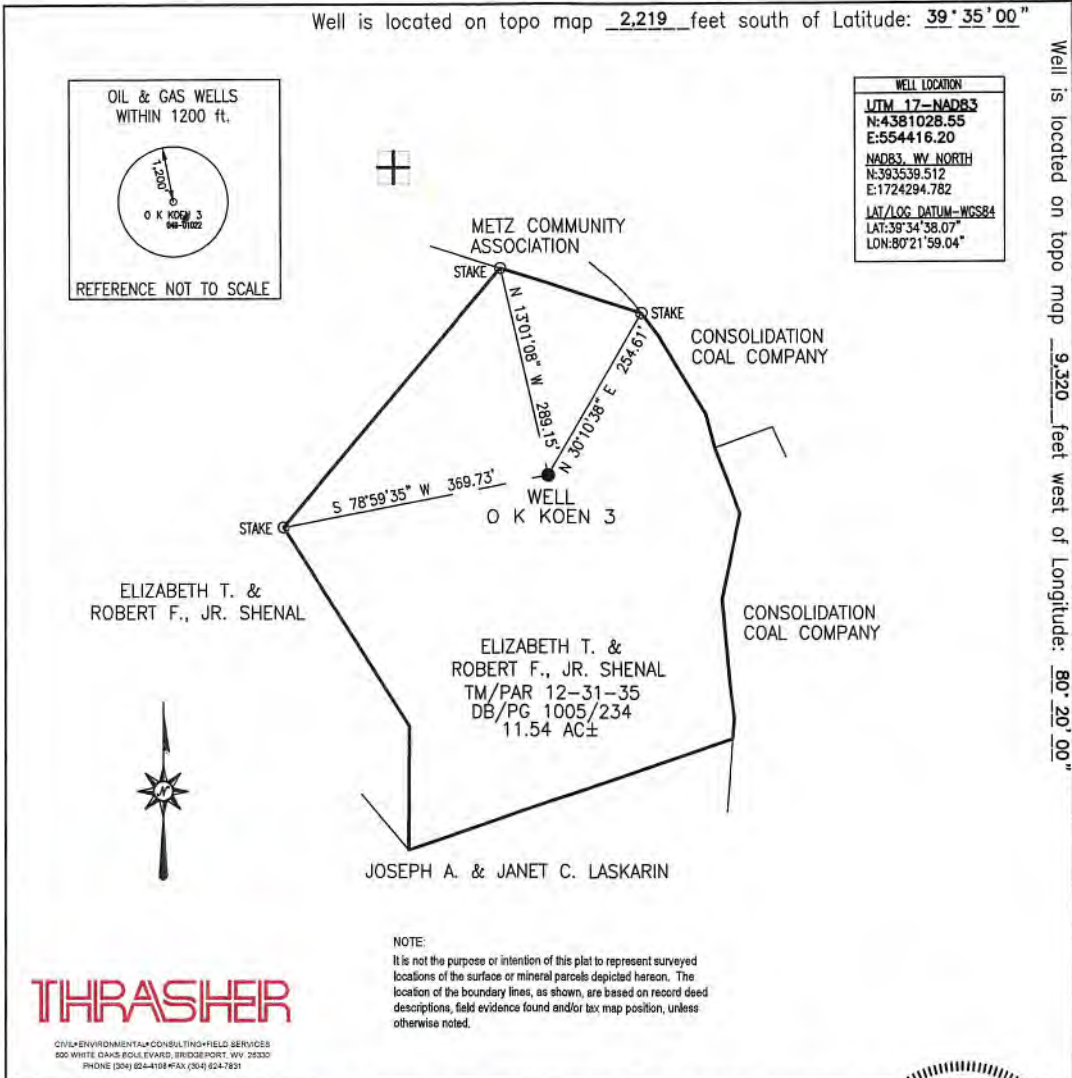 Well is located on topo map 2,219 feet south of Latitude: 39°35'00"
Well is located on topo map 9,320 feet west of Longitude: 80°20'00"
OIL & GAS WELLS
WITHIN 1200 ft.
1,200'
O K KOEN 3
049-01022
REFERENCE NOT TO SCALE
WELL LOCATION
UTM 17-NAD83
N:4381028.55
E:554416.20
NAD83, WV NORTH
N:393539.512
E:1724294.782
LAT/LOG DATUM-WGS84
LAT:39°34'38.07"
LON:80°21'59.04"
METZ COMMUNITY
ASSOCIATION
STAKE
STAKE
CONSOLIDATION
COAL COMPANY
N 13°01'08" W 289.15'
N 30°10'38" E 254.61'
S 78°59'35" W 369.73'
WELL
O K KOEN 3
STAKE
ELIZABETH T. &
ROBERT F., JR. SHENAL
CONSOLIDATION
COAL COMPANY
ELIZABETH T. &
ROBERT F., JR. SHENAL
TM/PAR 12-31-35
DB/PG 1005/234
11.54 AC±
N
JOSEPH A. & JANET C. LASKARIN
NOTE:
It is not the purpose or intention of this plat to represent surveyed
locations of the surface or mineral parcels depicted hereon. The
location of the boundary lines, as shown, are based on record deed
descriptions, field evidence found and/or tax map position, unless
otherwise noted.
THRASHER
CIVIL•ENVIRONMENTAL•CONSULTING•FIELD SERVICES
600 WHITE OAKS BOULEVARD, BRIDGEPORT, WV. 26330
PHONE (304) 624-4108•FAX (304) 624-7831